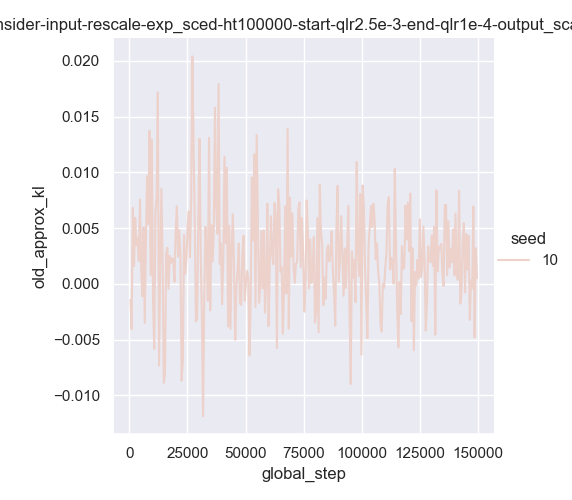 nsider-input-rescale-exp_sced-ht100000-start-qlr2.5e-3-end-qlr1e-4-output_sca
0.020
0.015
0.010
0.005
0.000
−0.005
−0.010
old_approx_kl
0 25000 50000 75000 100000 125000 150000
global_step
seed
10